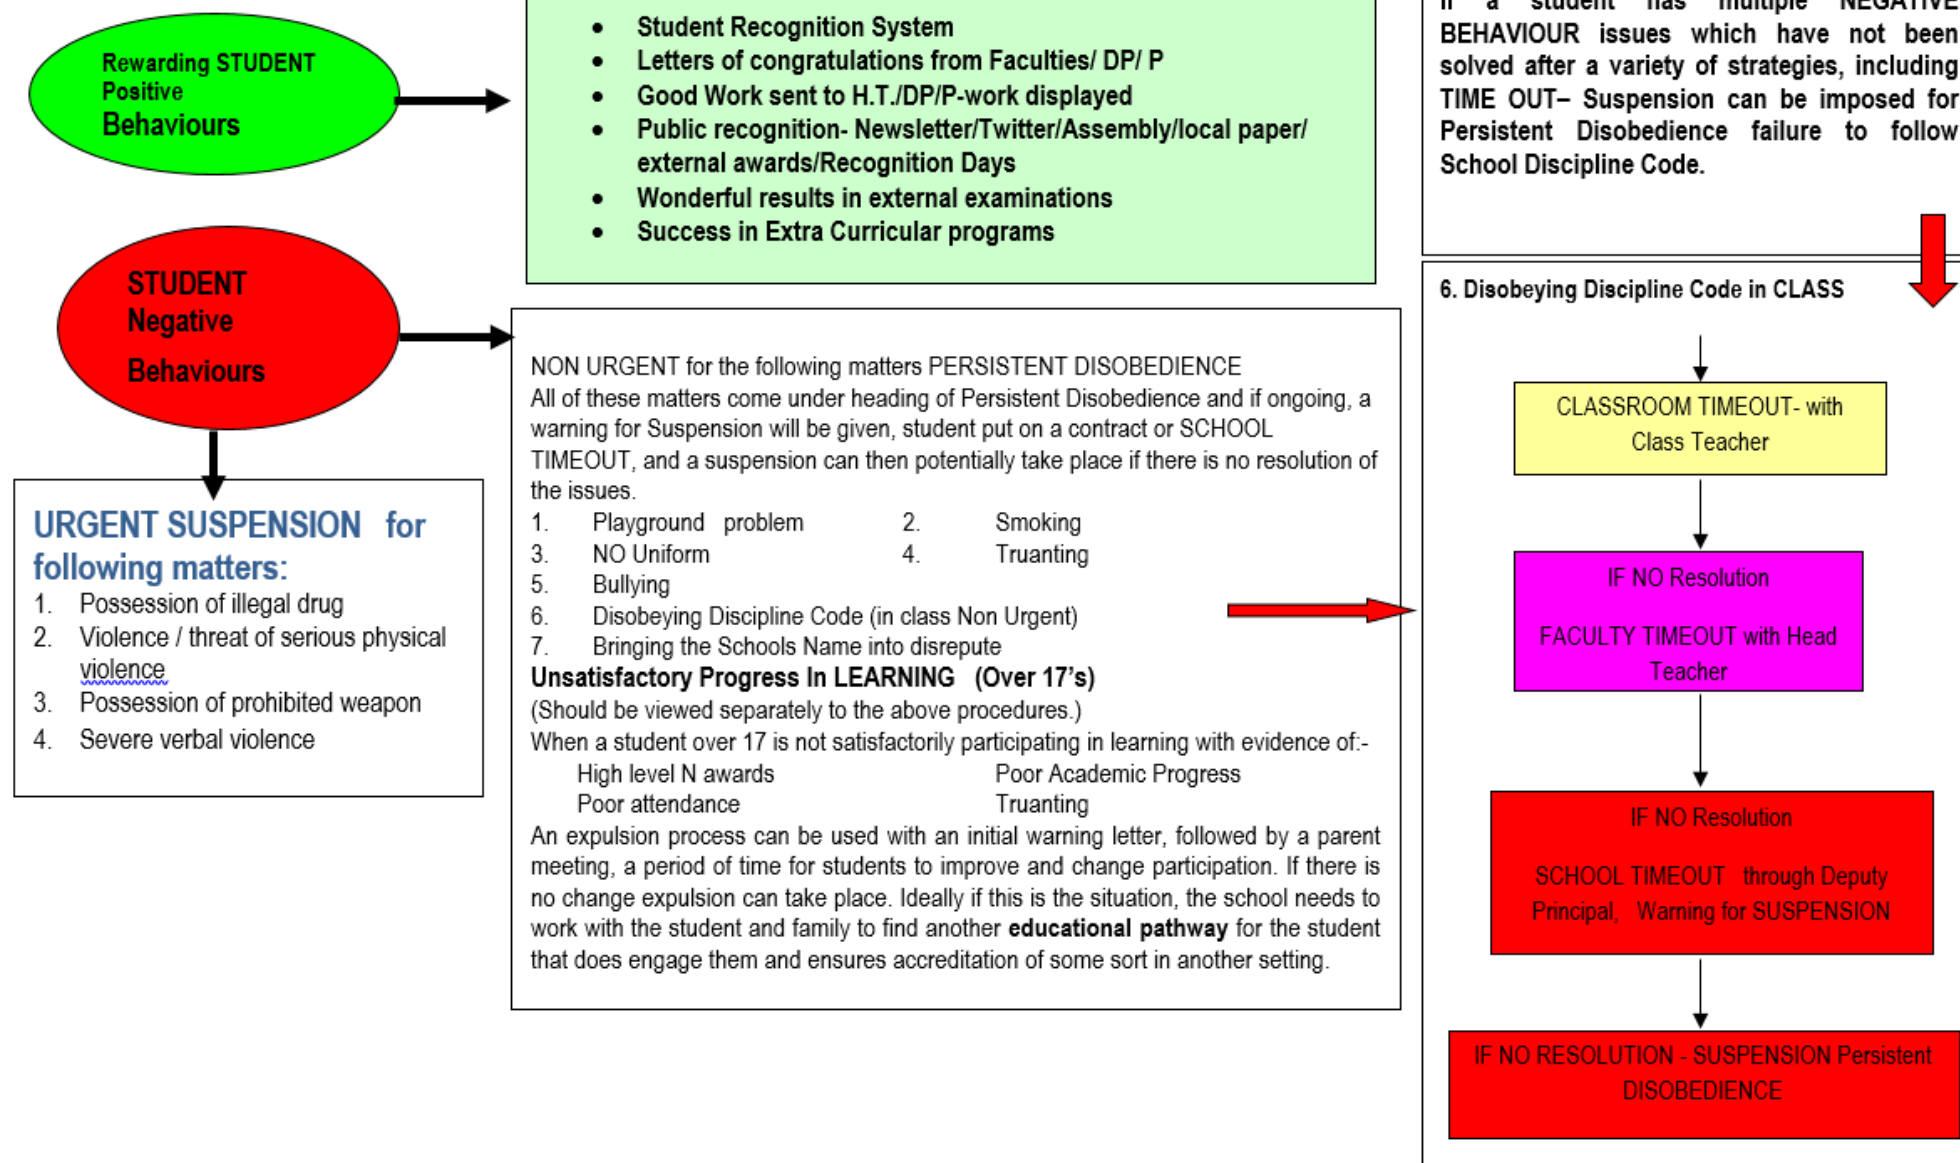 Rewarding STUDENT
Positive
Behaviours
• Student Recognition System
• Letters of congratulations from Faculties/ DP/ P
• Good Work sent to H.T./DP/P-work displayed
• Public recognition- Newsletter/Twitter/Assembly/local paper/
external awards/Recognition Days
• Wonderful results in external examinations
• Success in Extra Curricular programs
STUDENT
Negative
Behaviours
URGENT SUSPENSION for
following matters:
1. Possession of illegal drug
2. Violence / threat of serious physical
violence
3. Possession of prohibited weapon
4. Severe verbal violence
NON URGENT for the following matters PERSISTENT DISOBEDIENCE
All of these matters come under heading of Persistent Disobedience and if ongoing, a
warning for Suspension will be given, student put on a contract or SCHOOL
TIMEOUT, and a suspension can then potentially take place if there is no resolution of
the issues.
1. Playground problem 2. Smoking
3. NO Uniform 4. Truanting
5. Bullying
6. Disobeying Discipline Code (in class Non Urgent)
7. Bringing the Schools Name into disrepute
Unsatisfactory Progress In LEARNING (Over 17's)
(Should be viewed separately to the above procedures.)
When a student over 17 is not satisfactorily participating in learning with evidence of:-
High level N awards Poor Academic Progress
Poor attendance Truanting
An expulsion process can be used with an initial warning letter, followed by a parent
meeting, a period of time for students to improve and change participation. If there is
no change expulsion can take place. Ideally if this is the situation, the school needs to
work with the student and family to find another educational pathway for the student
that does engage them and ensures accreditation of some sort in another setting.
If a student has multiple NEGATIVE
BEHAVIOUR issues which have not been
solved after a variety of strategies, including
TIME OUT– Suspension can be imposed for
Persistent Disobedience failure to follow
School Discipline Code.
6. Disobeying Discipline Code in CLASS
CLASSROOM TIMEOUT- with
Class Teacher
IF NO Resolution
FACULTY TIMEOUT with Head
Teacher
IF NO Resolution
SCHOOL TIMEOUT through Deputy
Principal, Warning for SUSPENSION
IF NO RESOLUTION - SUSPENSION Persistent
DISOBEDIENCE